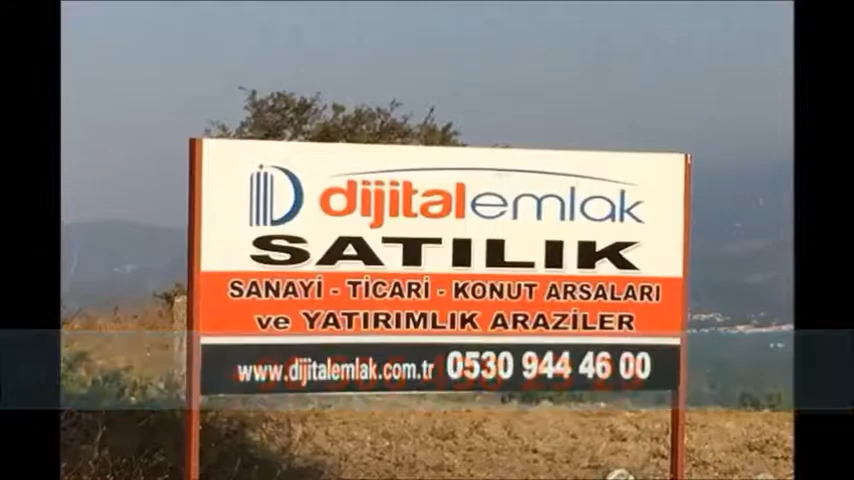 dijitalemlak
SATILIK
SANAYİ - TİCARİ - KONUT ARSALARI
ve YATIRIMLIK ARAZİLER
www.dijitalemlak.com.tr 0530 944 46 00